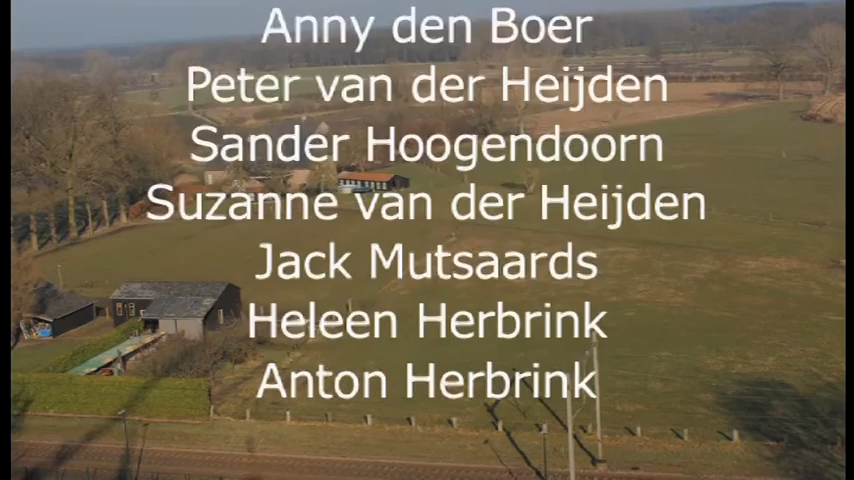 Anny den Boer
Peter van der Heijden
Sander Hoogendoorn
Suzanne van der Heijden
Jack Mutsaards
Heleen Herbrink
Anton Herbrink